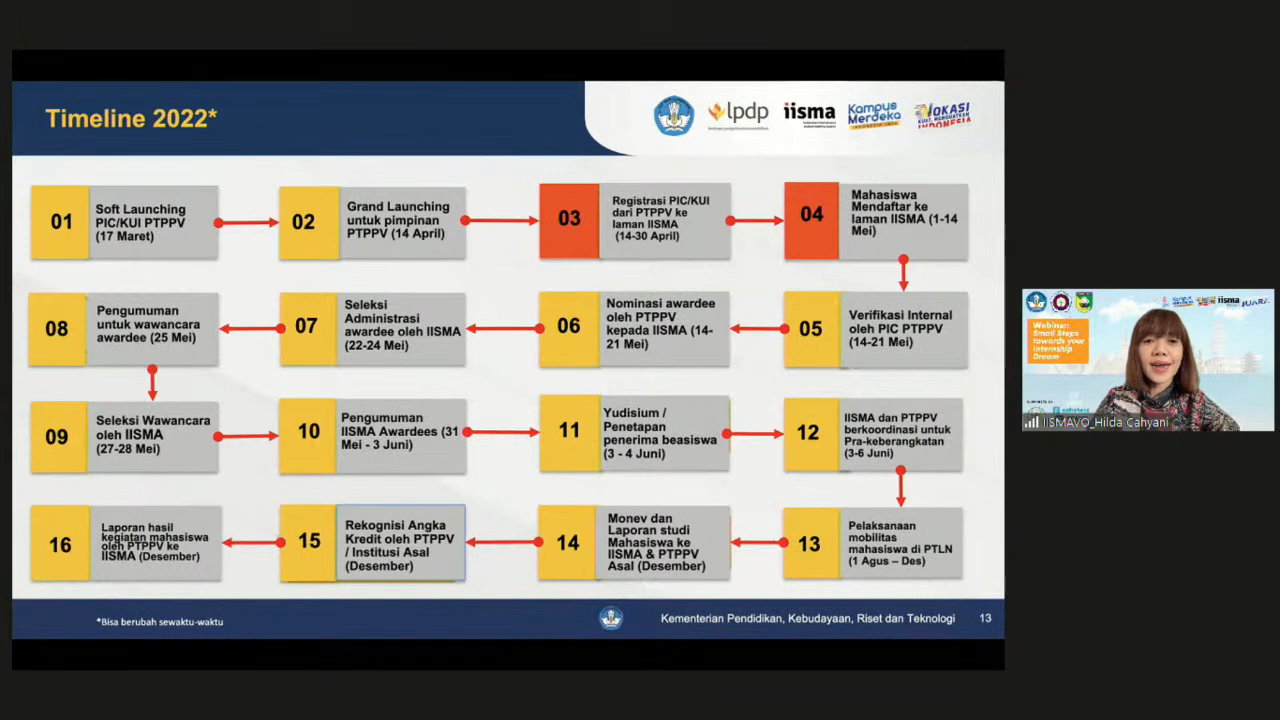 Timeline 2022*
lpdp
iisma
Kampus
Merdeka
VOKASI
KUAT, MENGUATKAN
INDONESIA
01
Soft Launching
PIC/KUI PTPPV
(17 Maret)
02
Grand Launching
untuk pimpinan
PTPPV (14 April)
03
Registrasi PIC/KUI
dari PTPPV ke
laman IISMA
(14-30 April)
04
Mahasiswa
Mendaftar ke
laman IISMA (1-14
Mei)
08
Pengumuman
untuk wawancara
awardee (25 Mei)
07
Seleksi
Administrasi
awardee oleh IISMA
(22-24 Mei)
06
Nominasi awardee
oleh PTPPV
kepada IISMA (14-
21 Mei)
05
Verifikasi Internal
oleh PIC PTPPV
(14-21 Mei)
09
Seleksi Wawancara
oleh IISMA
(27-28 Mei)
10
Pengumuman
IISMA Awardees (31
Mei - 3 Juni)
11
Yudisium /
Penetapan
penerima beasiswa
(3 - 4 Juni)
12
IISMA dan PTPPV
berkoordinasi untuk
Pra-keberangkatan
(3-6 Juni)
16
Laporan hasil
kegiatan mahasiswa
oleh PTPPV ke
IISMA (Desember)
15
Rekognisi Angka
Kredit oleh PTPPV
/ Institusi Asal
(Desember)
14
Monev dan
Laporan studi
Mahasiswa ke
IISMA & PTPPV
Asal (Desember)
13
Pelaksanaan
mobilitas
mahasiswa di PTLN
(1 Agus – Des)
*Bisa berubah sewaktu-waktu
Kementerian Pendidikan, Kebudayaan, Riset dan Teknologi
13
iisma
JUARA
Webinar:
Small Steps
towards your
Internship
Dream
IISMAVO_Hilda Cahyani